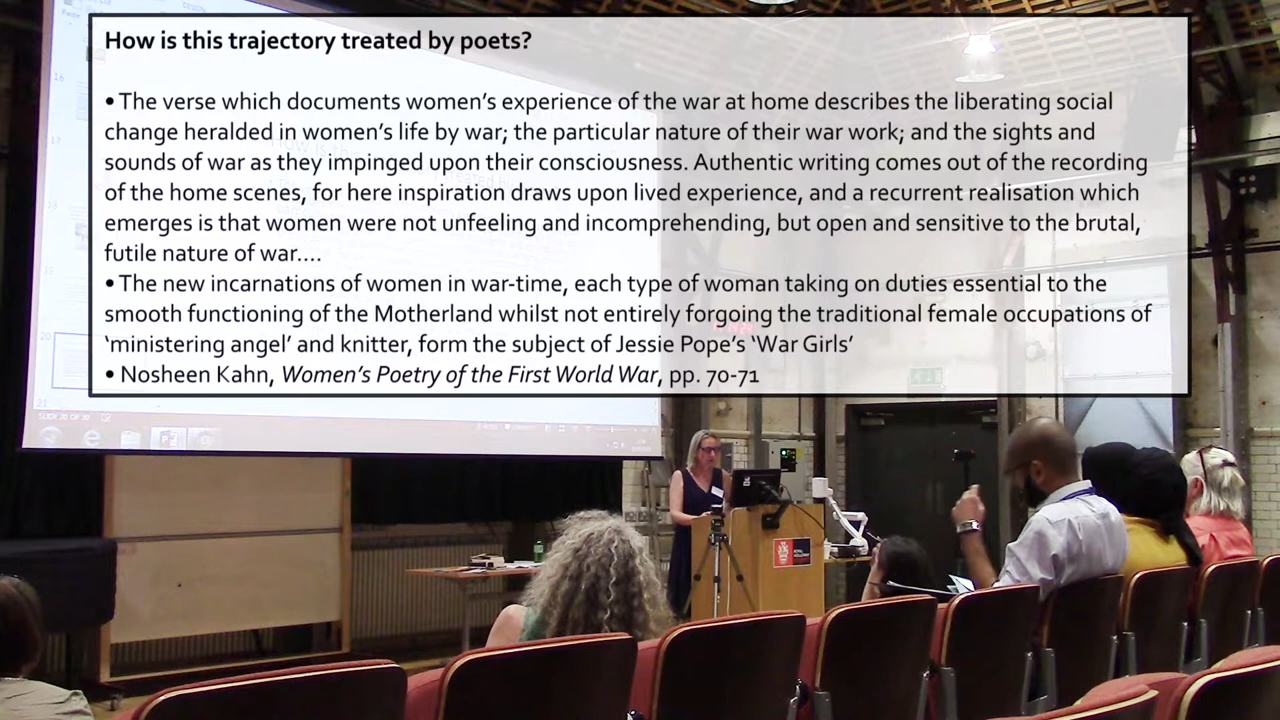 How is this trajectory treated by poets?
• The verse which documents women's experience of the war at home describes the liberating social
change heralded in women's life by war; the particular nature of their war work; and the sights and
sounds of war as they impinged upon their consciousness. Authentic writing comes out of the recording
of the home scenes, for here inspiration draws upon lived experience, and a recurrent realisation which
emerges is that women were not unfeeling and incomprehending, but open and sensitive to the brutal,
futile nature of war....
• The new incarnations of women in war-time, each type of woman taking on duties essential to the
smooth functioning of the Motherland whilst not entirely forgoing the traditional female occupations of
'ministering angel' and knitter, form the subject of Jessie Pope's 'War Girls'
• Nosheen Kahn, Women's Poetry of the First World War, pp. 70-71
16
17
18
20
ROYAL
HOLLOWAY